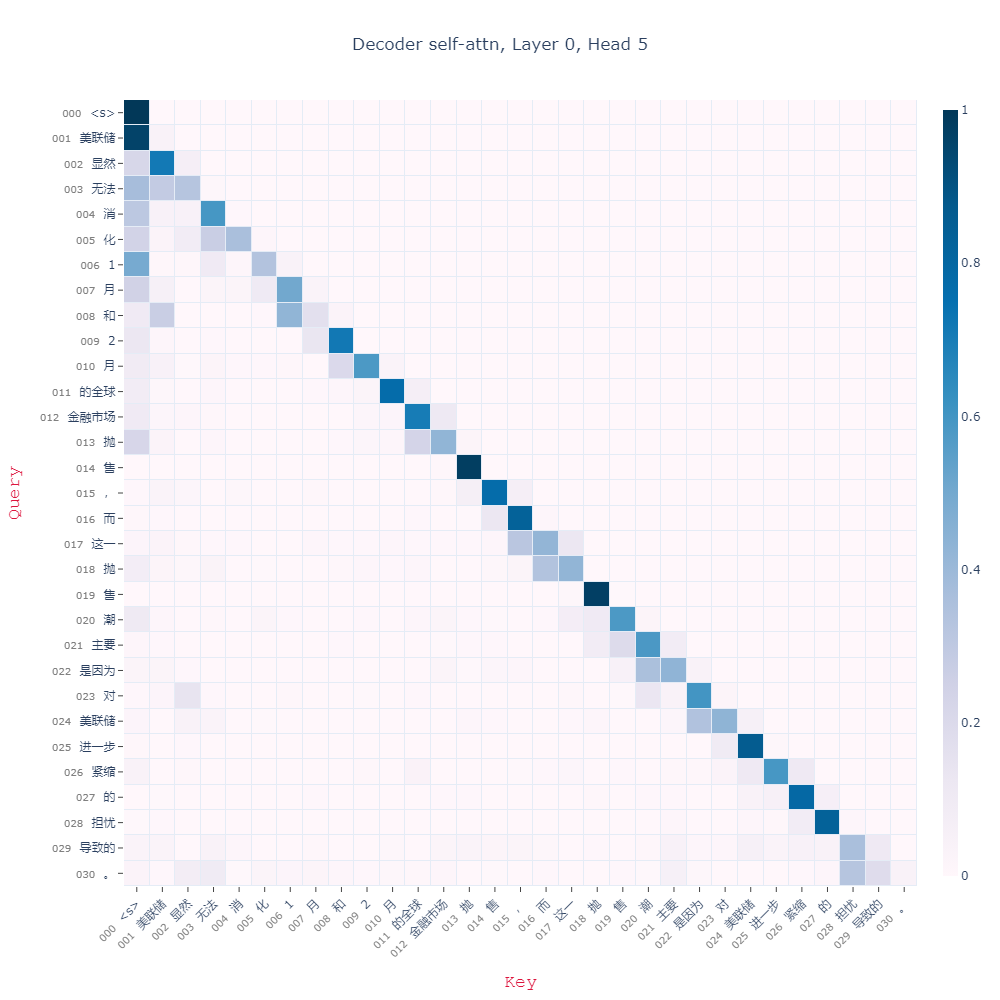 Decoder self-attn, Layer 0, Head 5
000 <s>
001 美联储
002 显然
003 无法
004 消
005 化
006 1
007 月
008 和
009 2
010 月
011 的全球
012 金融市场
013 抛
014 售
015 ,
016 而
017 这一
018 抛
019 售
020 潮
021 主要
022 是因为
023 对
024 美联储
025 进一步
026 紧缩
027 的
028 担忧
029 导致的
030 。
Query
1
0.8
0.6
0.4
0.2
0
000 <s>
001 美联储
002 显然
003 无法
004 消
005 化
006 1
007 月
008 和
009 2
010 月
011 的全球
012 金融市场
013 抛
014 售
015 ,
016 而
017 这一
018 抛
019 售
020 潮
021 主要
022 是因为
023 对
024 美联储
025 进一步
026 紧缩
027 的
028 担忧
029 导致的
030 。
Key